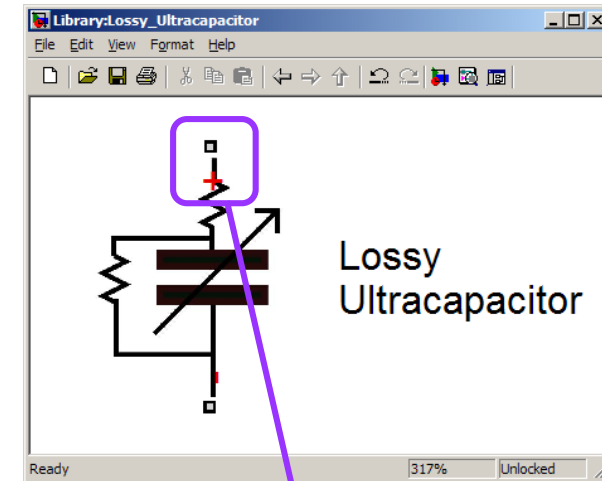 Library:Lossy_Ultracapacitor
File Edit View Format Help
+
Lossy
Ultracapacitor
Ready 317% Unlocked